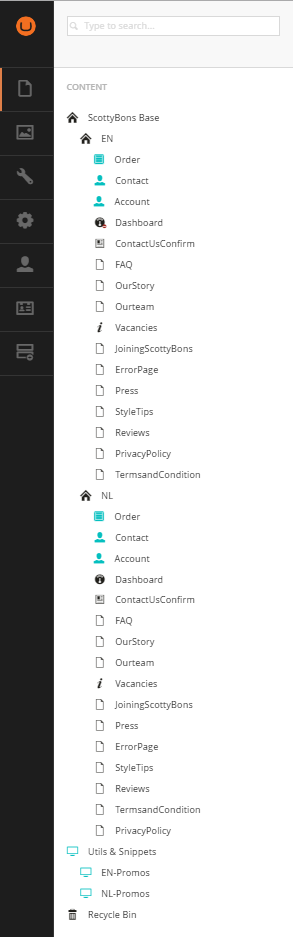 Type to search...
CONTENT
ScottyBons Base
EN
Order
Contact
Account
Dashboard
ContactUsConfirm
FAQ
OurStory
Ourteam
Vacancies
JoiningScottyBons
ErrorPage
Press
StyleTips
Reviews
PrivacyPolicy
TermsandCondition
NL
Order
Contact
Account
Dashboard
ContactUsConfirm
FAQ
OurStory
Ourteam
Vacancies
JoiningScottyBons
Press
ErrorPage
StyleTips
Reviews
TermsandCondition
PrivacyPolicy
Utils & Snippets
EN-Promos
NL-Promos
Recycle Bin